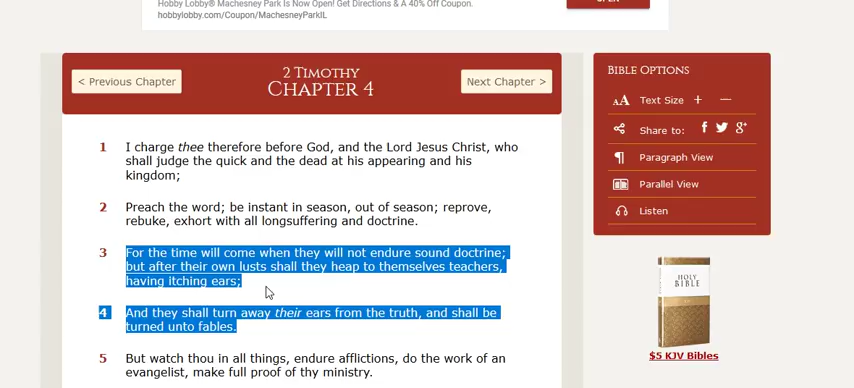 Hobby Lobby® Machesney Park Is Now Open! Get Directions & A 40% Off Coupon.
hobbylobby.com/Coupon/MachesneyParkIL
OPEN
< Previous Chapter
2 Timothy
Chapter 4
Next Chapter >
1 I charge thee therefore before God, and the Lord Jesus Christ, who
shall judge the quick and the dead at his appearing and his
kingdom;
2 Preach the word; be instant in season, out of season; reprove,
rebuke, exhort with all longsuffering and doctrine.
3 For the time will come when they will not endure sound doctrine;
but after their own lusts shall they heap to themselves teachers,
having itching ears;
4 And they shall turn away their ears from the truth, and shall be
turned unto fables.
5 But watch thou in all things, endure afflictions, do the work of an
evangelist, make full proof of thy ministry.
Bible Options
AA Text Size + —
Share to: f g+
¶ Paragraph View
Parallel View
Listen
HOLY
BIBLE
$5 KJV Bibles